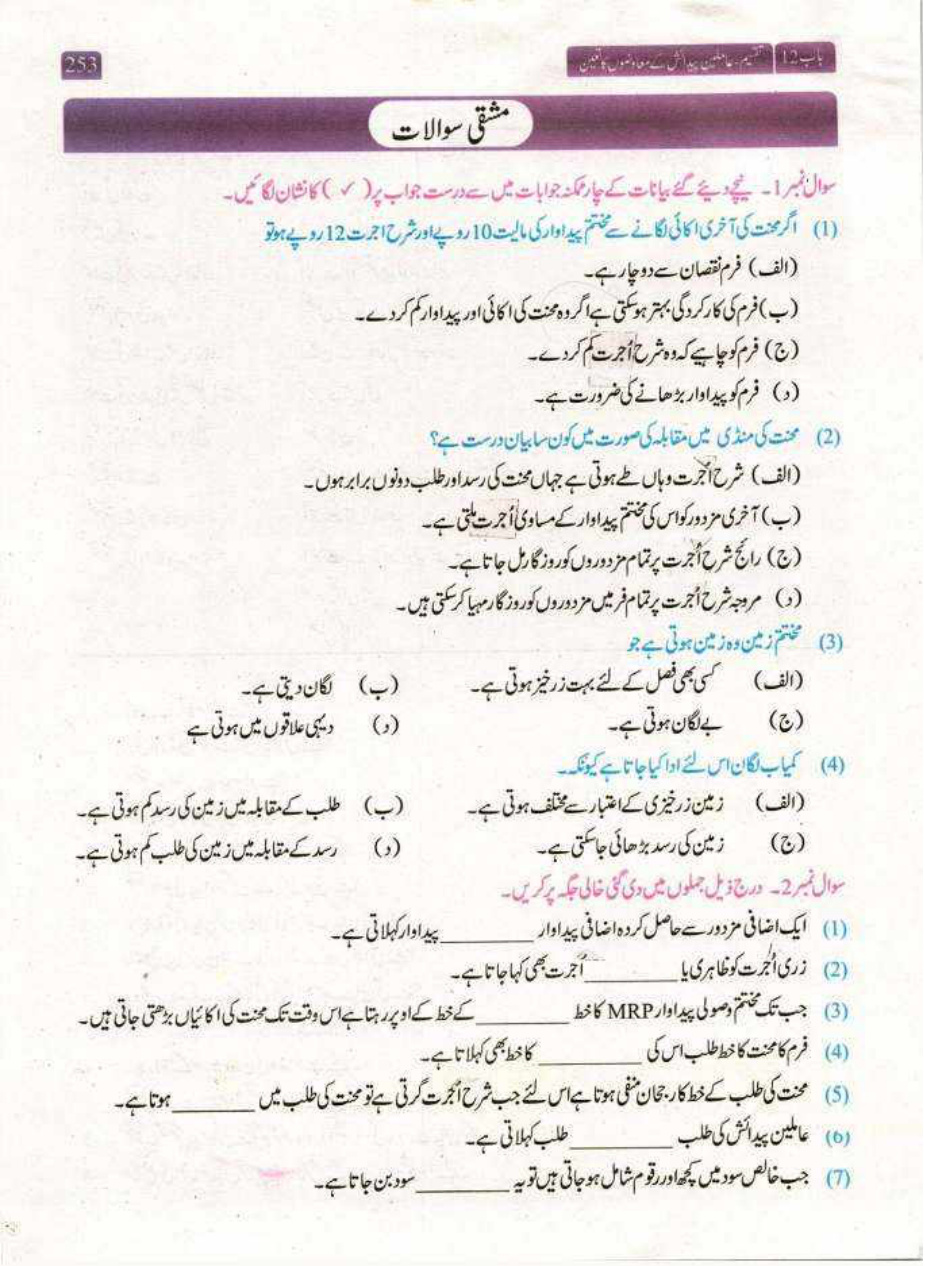 باب 12 تقسیم۔ عاملین پیدائش کے معاوضوں کا تعین
253
مشقی سوالات
سوال نمبر 1۔ نیچے دیئے گئے بیانات کے چار ممکنہ جوابات میں سے درست جواب پر (✓) کا نشان لگائیں۔
(1) اگر محنت کی آخری اکائی لگانے سے مختتم پیداوار کی مالیت 10 روپے اور شرح اجرت 12 روپے ہو تو
(الف) فرم نقصان سے دوچار ہے۔
(ب) فرم کی کارکردگی بہتر ہوسکتی ہے اگر وہ محنت کی اکائی اور پیداوار کم کر دے۔
(ج) فرم کو چاہیے کہ وہ شرح اُجرت کم کر دے۔
(د) فرم کو پیداوار بڑھانے کی ضرورت ہے۔
(2) محنت کی منڈی میں مقابلہ کی صورت میں کون سا بیان درست ہے؟
(الف) شرح اُجرت وہاں طے ہوتی ہے جہاں محنت کی رسد اور طلب دونوں برابر ہوں۔
(ب) آخری مزدور کو اس کی مختتم پیداوار کے مساوی اُجرت ملتی ہے۔
(ج) رائج شرح اُجرت پر تمام مزدوروں کو روزگار مل جاتا ہے۔
(د) مروجہ شرح اُجرت پر تمام فرمیں مزدوروں کو روزگار مہیا کرسکتی ہیں۔
(3) مختتم زمین وہ زمین ہوتی ہے جو
(الف) کسی بھی فصل کے لئے بہت زرخیز ہوتی ہے۔ (ب) لگان دیتی ہے۔
(ج) بے لگان ہوتی ہے۔ (د) دیہی علاقوں میں ہوتی ہے
(4) کمیاب لگان اس لئے ادا کیا جاتا ہے کیونکہ۔
(الف) زمین زرخیزی کے اعتبار سے مختلف ہوتی ہے۔ (ب) طلب کے مقابلہ میں زمین کی رسد کم ہوتی ہے۔
(ج) زمین کی رسد بڑھائی جاسکتی ہے۔ (د) رسد کے مقابلہ میں زمین کی طلب کم ہوتی ہے۔
سوال نمبر 2۔ درج ذیل جملوں میں دی گئی خالی جگہ پر کریں۔
(1) ایک اضافی مزدور سے حاصل کردہ اضافی پیداوار ________ پیداوار کہلاتی ہے۔
(2) زری اُجرت کو ظاہری یا ________ اُجرت بھی کہا جاتا ہے۔
(3) جب تک مختتم وصولی پیداوار MRP کا خط ________ کے خط کے اوپر رہتا ہے اس وقت تک محنت کی اکائیاں بڑھتی جاتی ہیں۔
(4) فرم کا محنت کا خط طلب اس کی ________ کا خط بھی کہلاتا ہے۔
(5) محنت کی طلب کے خط کا رجحان منفی ہوتا ہے اس لئے جب شرح اُجرت گرتی ہے تو محنت کی طلب میں ________ ہوتا ہے۔
(6) عاملین پیدائش کی طلب ________ طلب کہلاتی ہے۔
(7) جب خالص سود میں کچھ اور رقوم شامل ہو جاتی ہیں تو یہ ________ سود بن جاتا ہے۔